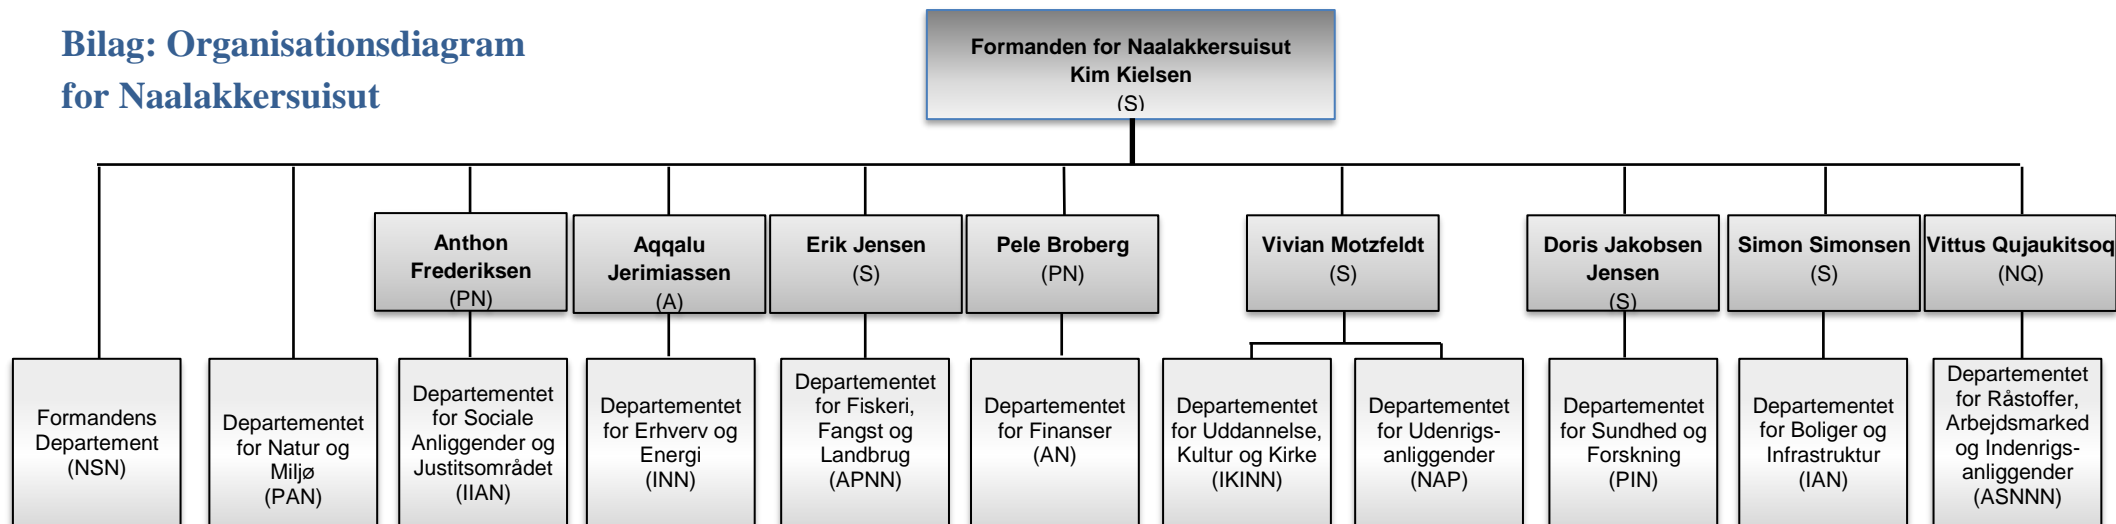 Bilag: Organisationsdiagram
for Naalakkersuisut
Formanden for Naalakkersuisut
Kim Kielsen
(S)
Anthon
Frederiksen
(PN)
Aqqalu
Jerimiassen
(A)
Erik Jensen
(S)
Pele Broberg
(PN)
Vivian Motzfeldt
(S)
Doris Jakobsen
Jensen
(S)
Simon Simonsen
(S)
Vittus Qujaukitsoq
(NQ)
Formandens
Departement
(NSN)
Departementet
for Natur og
Miljø
(PAN)
Departementet
for Sociale
Anliggender og
Justitsområdet
(IIAN)
Departementet
for Erhverv og
Energi
(INN)
Departementet
for Fiskeri,
Fangst og
Landbrug
(APNN)
Departementet
for Finanser
(AN)
Departementet
for Uddannelse,
Kultur og Kirke
(IKINN)
Departementet
for Udenrigs-
anliggender
(NAP)
Departementet
for Sundhed og
Forskning
(PIN)
Departementet
for Boliger og
Infrastruktur
(IAN)
Departementet
for Råstoffer,
Arbejdsmarked
og Indenrigs-
anliggender
(ASNNN)